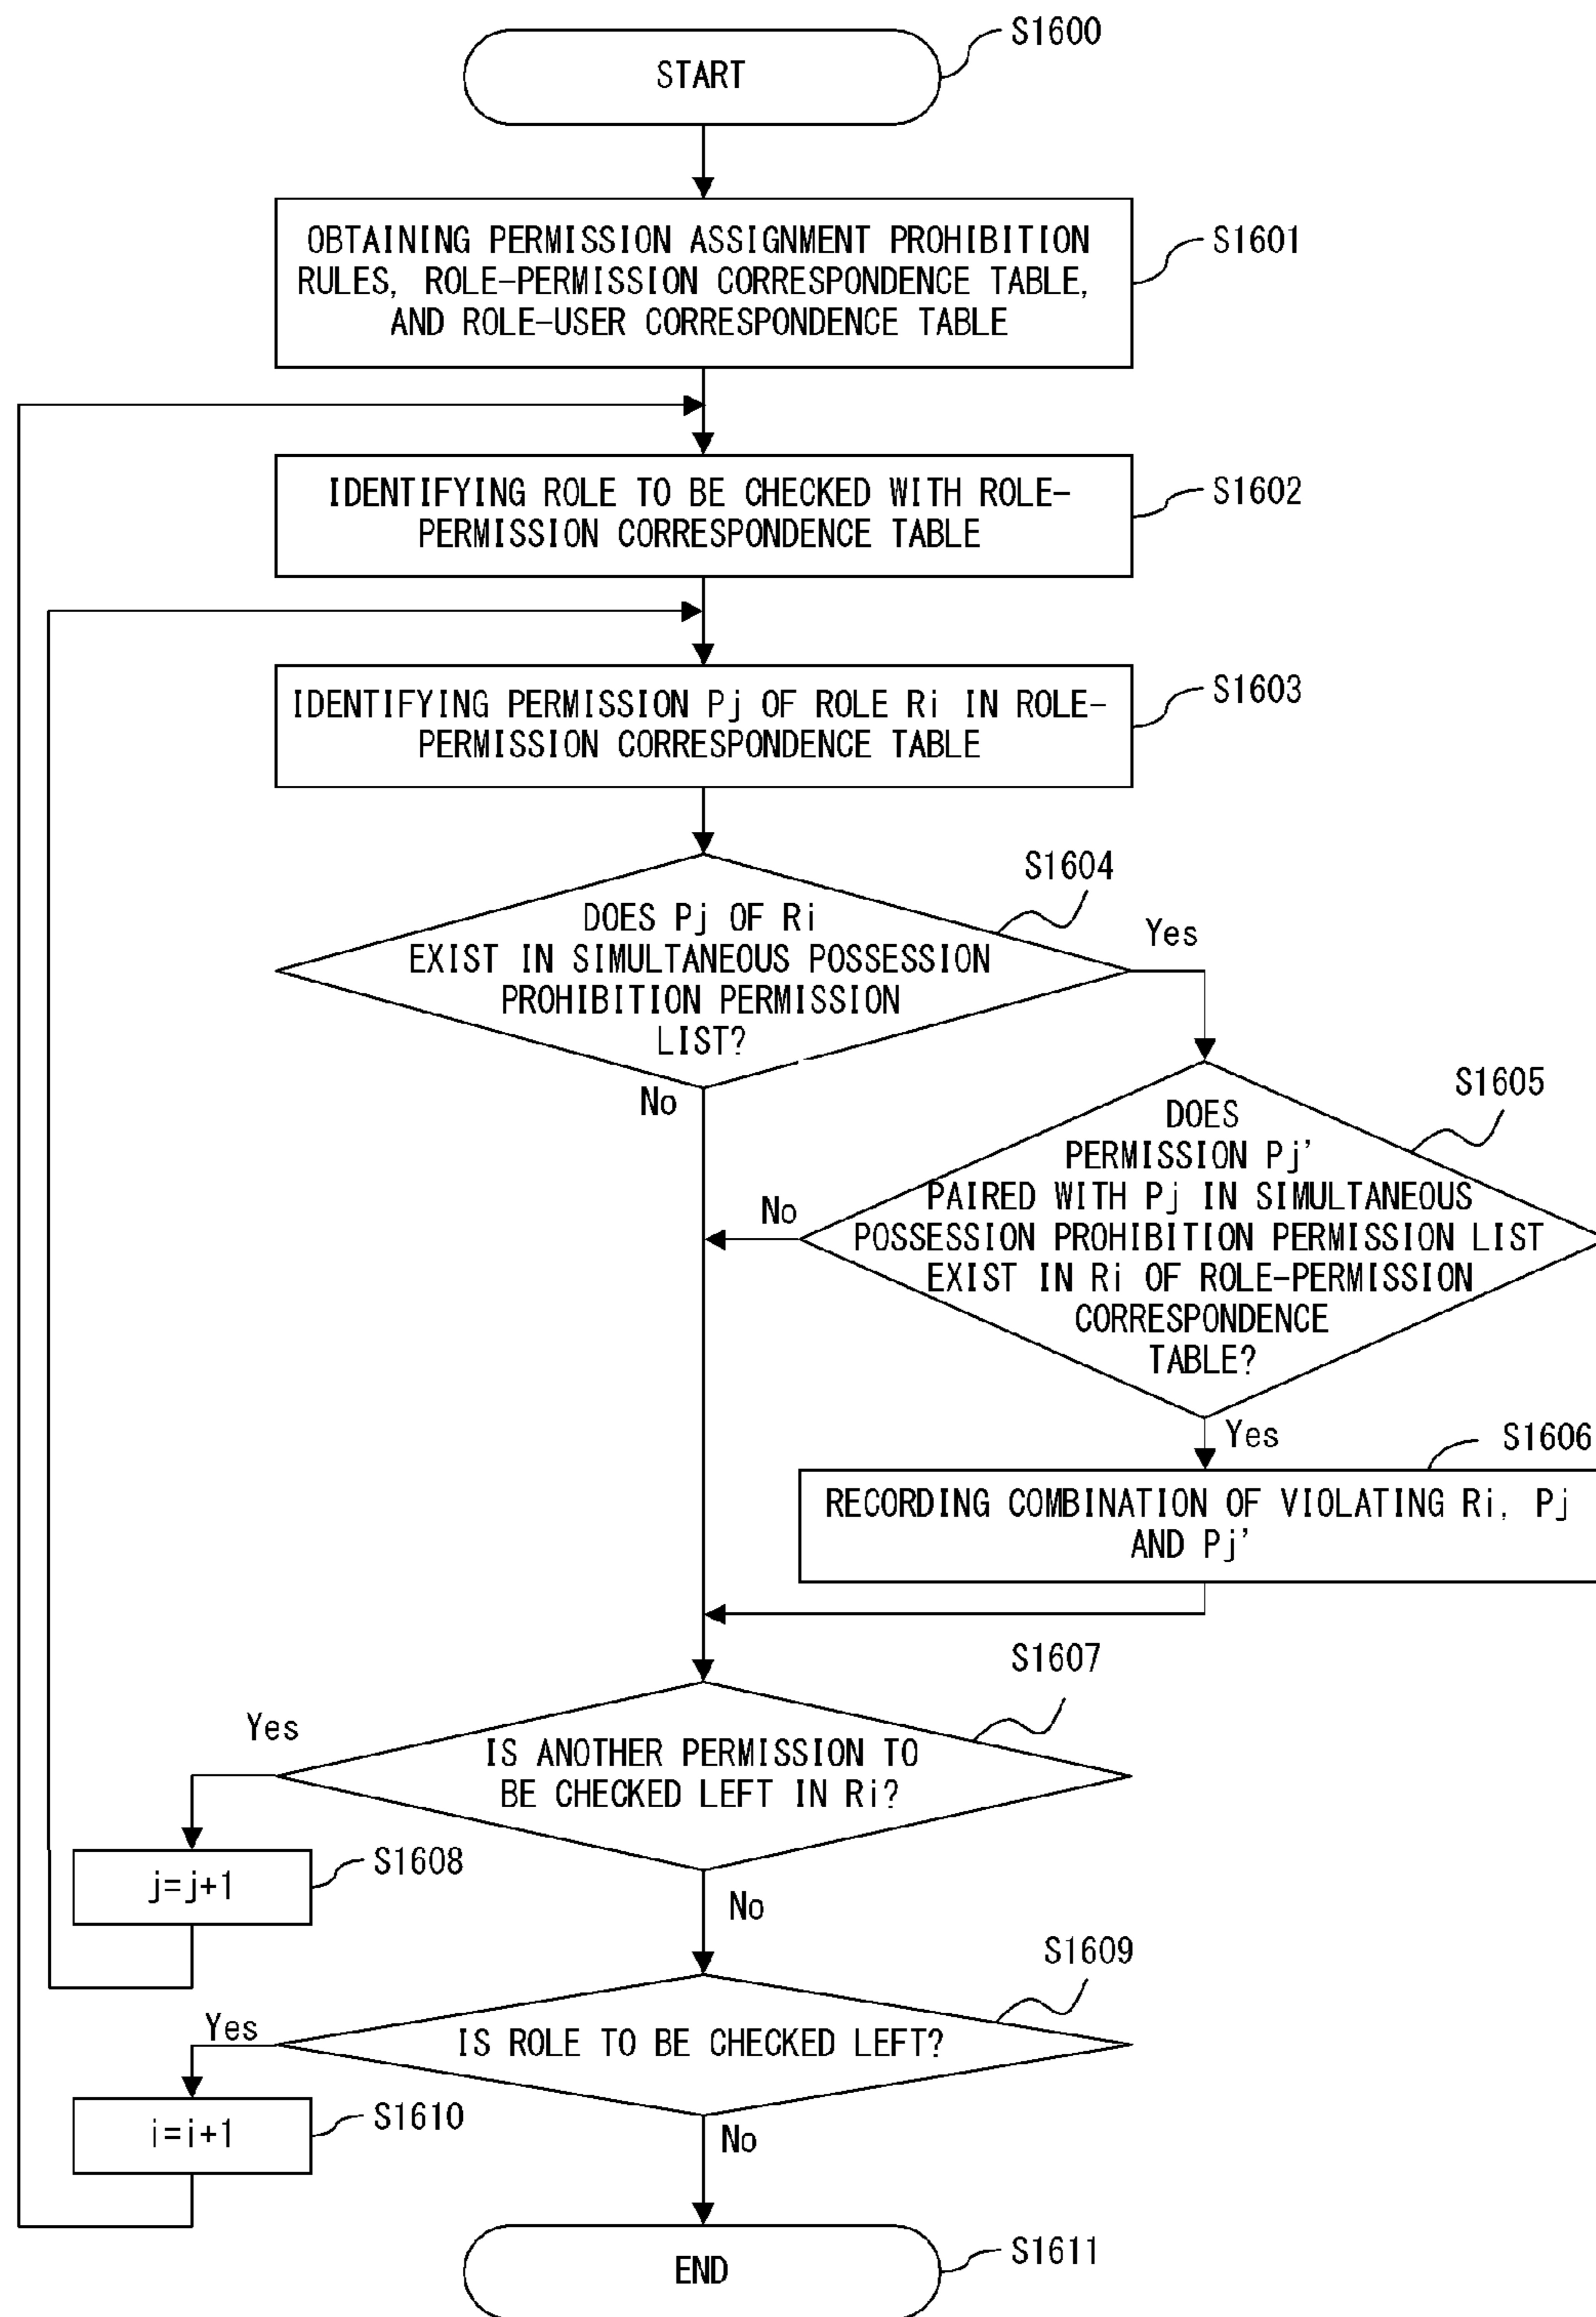 S1600
START
S1601
OBTAINING PERMISSION ASSIGNMENT PROHIBITION
RULES, ROLE-PERMISSION CORRESPONDENCE TABLE,
AND ROLE-USER CORRESPONDENCE TABLE
S1602
IDENTIFYING ROLE TO BE CHECKED WITH ROLE-
PERMISSION CORRESPONDENCE TABLE
S1603
IDENTIFYING PERMISSION Pj OF ROLE Ri IN ROLE-
PERMISSION CORRESPONDENCE TABLE
S1604
DOES Pj OF Ri
EXIST IN SIMULTANEOUS POSSESSION
PROHIBITION PERMISSION
LIST?
Yes
No
S1605
DOES
PERMISSION Pj'
PAIRED WITH Pj IN SIMULTANEOUS
POSSESSION PROHIBITION PERMISSION LIST
EXIST IN Ri OF ROLE-PERMISSION
CORRESPONDENCE
TABLE?
No
Yes
S1606
RECORDING COMBINATION OF VIOLATING Ri, Pj
AND Pj'
S1607
IS ANOTHER PERMISSION TO
BE CHECKED LEFT IN Ri?
Yes
S1608
j=j+1
No
S1609
IS ROLE TO BE CHECKED LEFT?
Yes
S1610
i=i+1
No
S1611
END